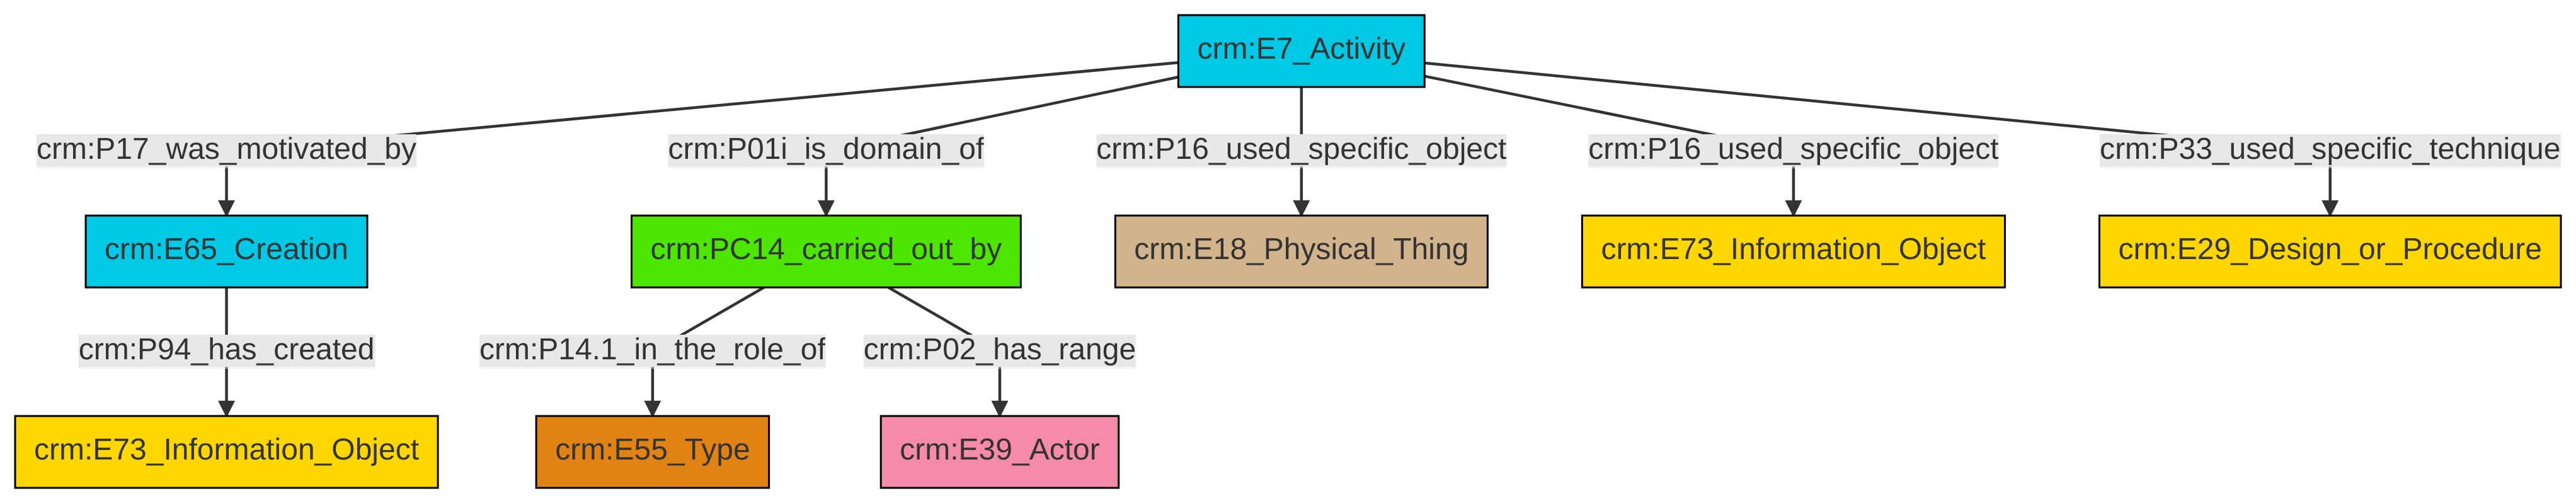 crm:E7_Activity
crm:P17_was_motivated_by
crm:P01i_is_domain_of
crm:P16_used_specific_object
crm:P16_used_specific_object
crm:P33_used_specific_technique
crm:E65_Creation
crm:PC14_carried_out_by
crm:E18_Physical_Thing
crm:E73_Information_Object
crm:E29_Design_or_Procedure
crm:P94_has_created
crm:P14.1_in_the_role_of
crm:P02_has_range
crm:E73_Information_Object
crm:E55_Type
crm:E39_Actor